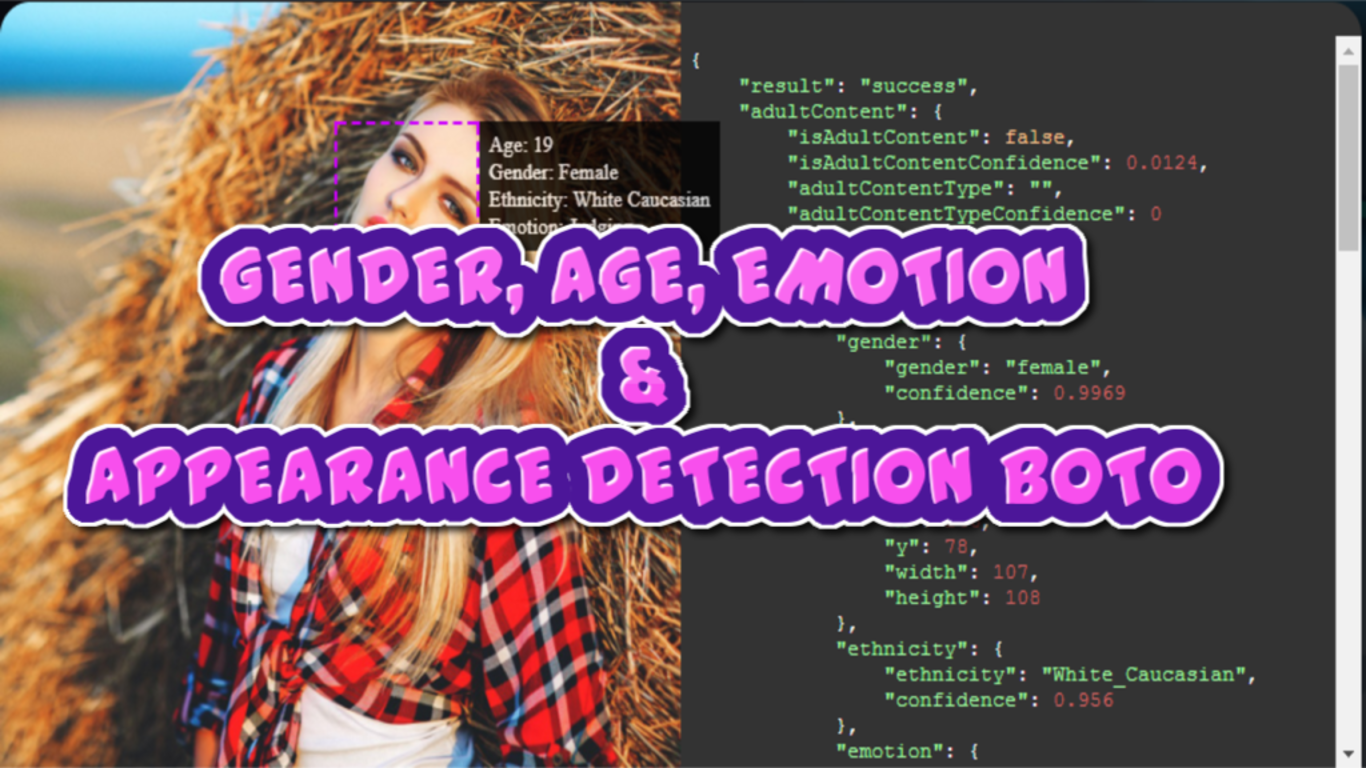 {
"result": "success",
"adultContent": {
"isAdultContent": false,
"isAdultContentConfidence": 0.0124,
"adultContentType": "",
"adultContentTypeConfidence": 0
Age: 19
Gender: Female
Ethnicity: White Caucasian
Emotion:
GENDER, AGE, EMOTION
&
APPEARANCE DETECTION BOTO
"gender": {
"gender": "female",
"confidence": 0.9969
},
"y": 78,
"width": 107,
"height": 108
},
"ethnicity": {
"ethnicity": "White_Caucasian",
"confidence": 0.956
},
"emotion": {